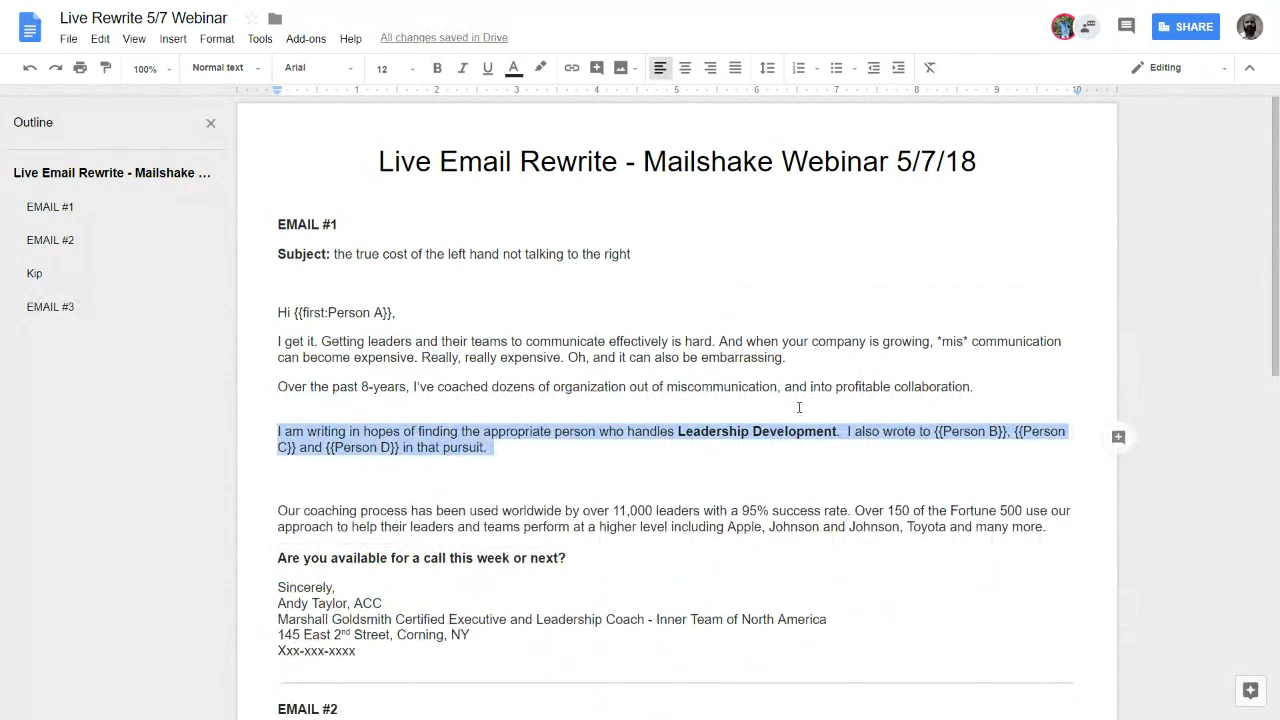 Live Rewrite 5/7 Webinar
File Edit View Insert Format Tools Add-ons Help All changes saved in Drive
SHARE
100% Normal text Arial 12 B I U A Editing
1 2 3 4 5 6 7 8 9 10
Outline
Live Email Rewrite - Mailshake ...
EMAIL #1
EMAIL #2
Kip
EMAIL #3
Live Email Rewrite - Mailshake Webinar 5/7/18
EMAIL #1
Subject: the true cost of the left hand not talking to the right
Hi {{first:Person A}},
I get it. Getting leaders and their teams to communicate effectively is hard. And when your company is growing, *mis* communication
can become expensive. Really, really expensive. Oh, and it can also be embarrassing.
Over the past 8-years, I've coached dozens of organization out of miscommunication, and into profitable collaboration.
I am writing in hopes of finding the appropriate person who handles Leadership Development. I also wrote to {{Person B}}, {{Person
C}} and {{Person D}} in that pursuit.
Our coaching process has been used worldwide by over 11,000 leaders with a 95% success rate. Over 150 of the Fortune 500 use our
approach to help their leaders and teams perform at a higher level including Apple, Johnson and Johnson, Toyota and many more.
Are you available for a call this week or next?
Sincerely,
Andy Taylor, ACC
Marshall Goldsmith Certified Executive and Leadership Coach - Inner Team of North America
145 East 2nd Street, Corning, NY
Xxx-xxx-xxxx
EMAIL #2